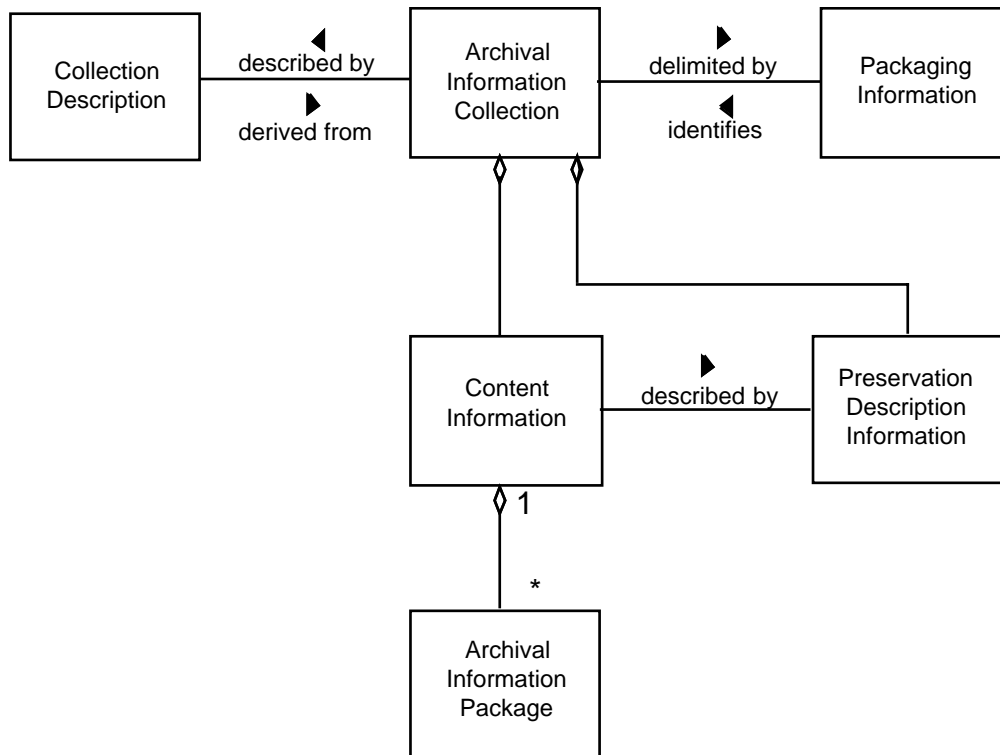 Collection
Description
described by
derived from
Archival
Information
Collection
delimited by
identifies
Packaging
Information
Content
Information
described by
Preservation
Description
Information
1
*
Archival
Information
Package